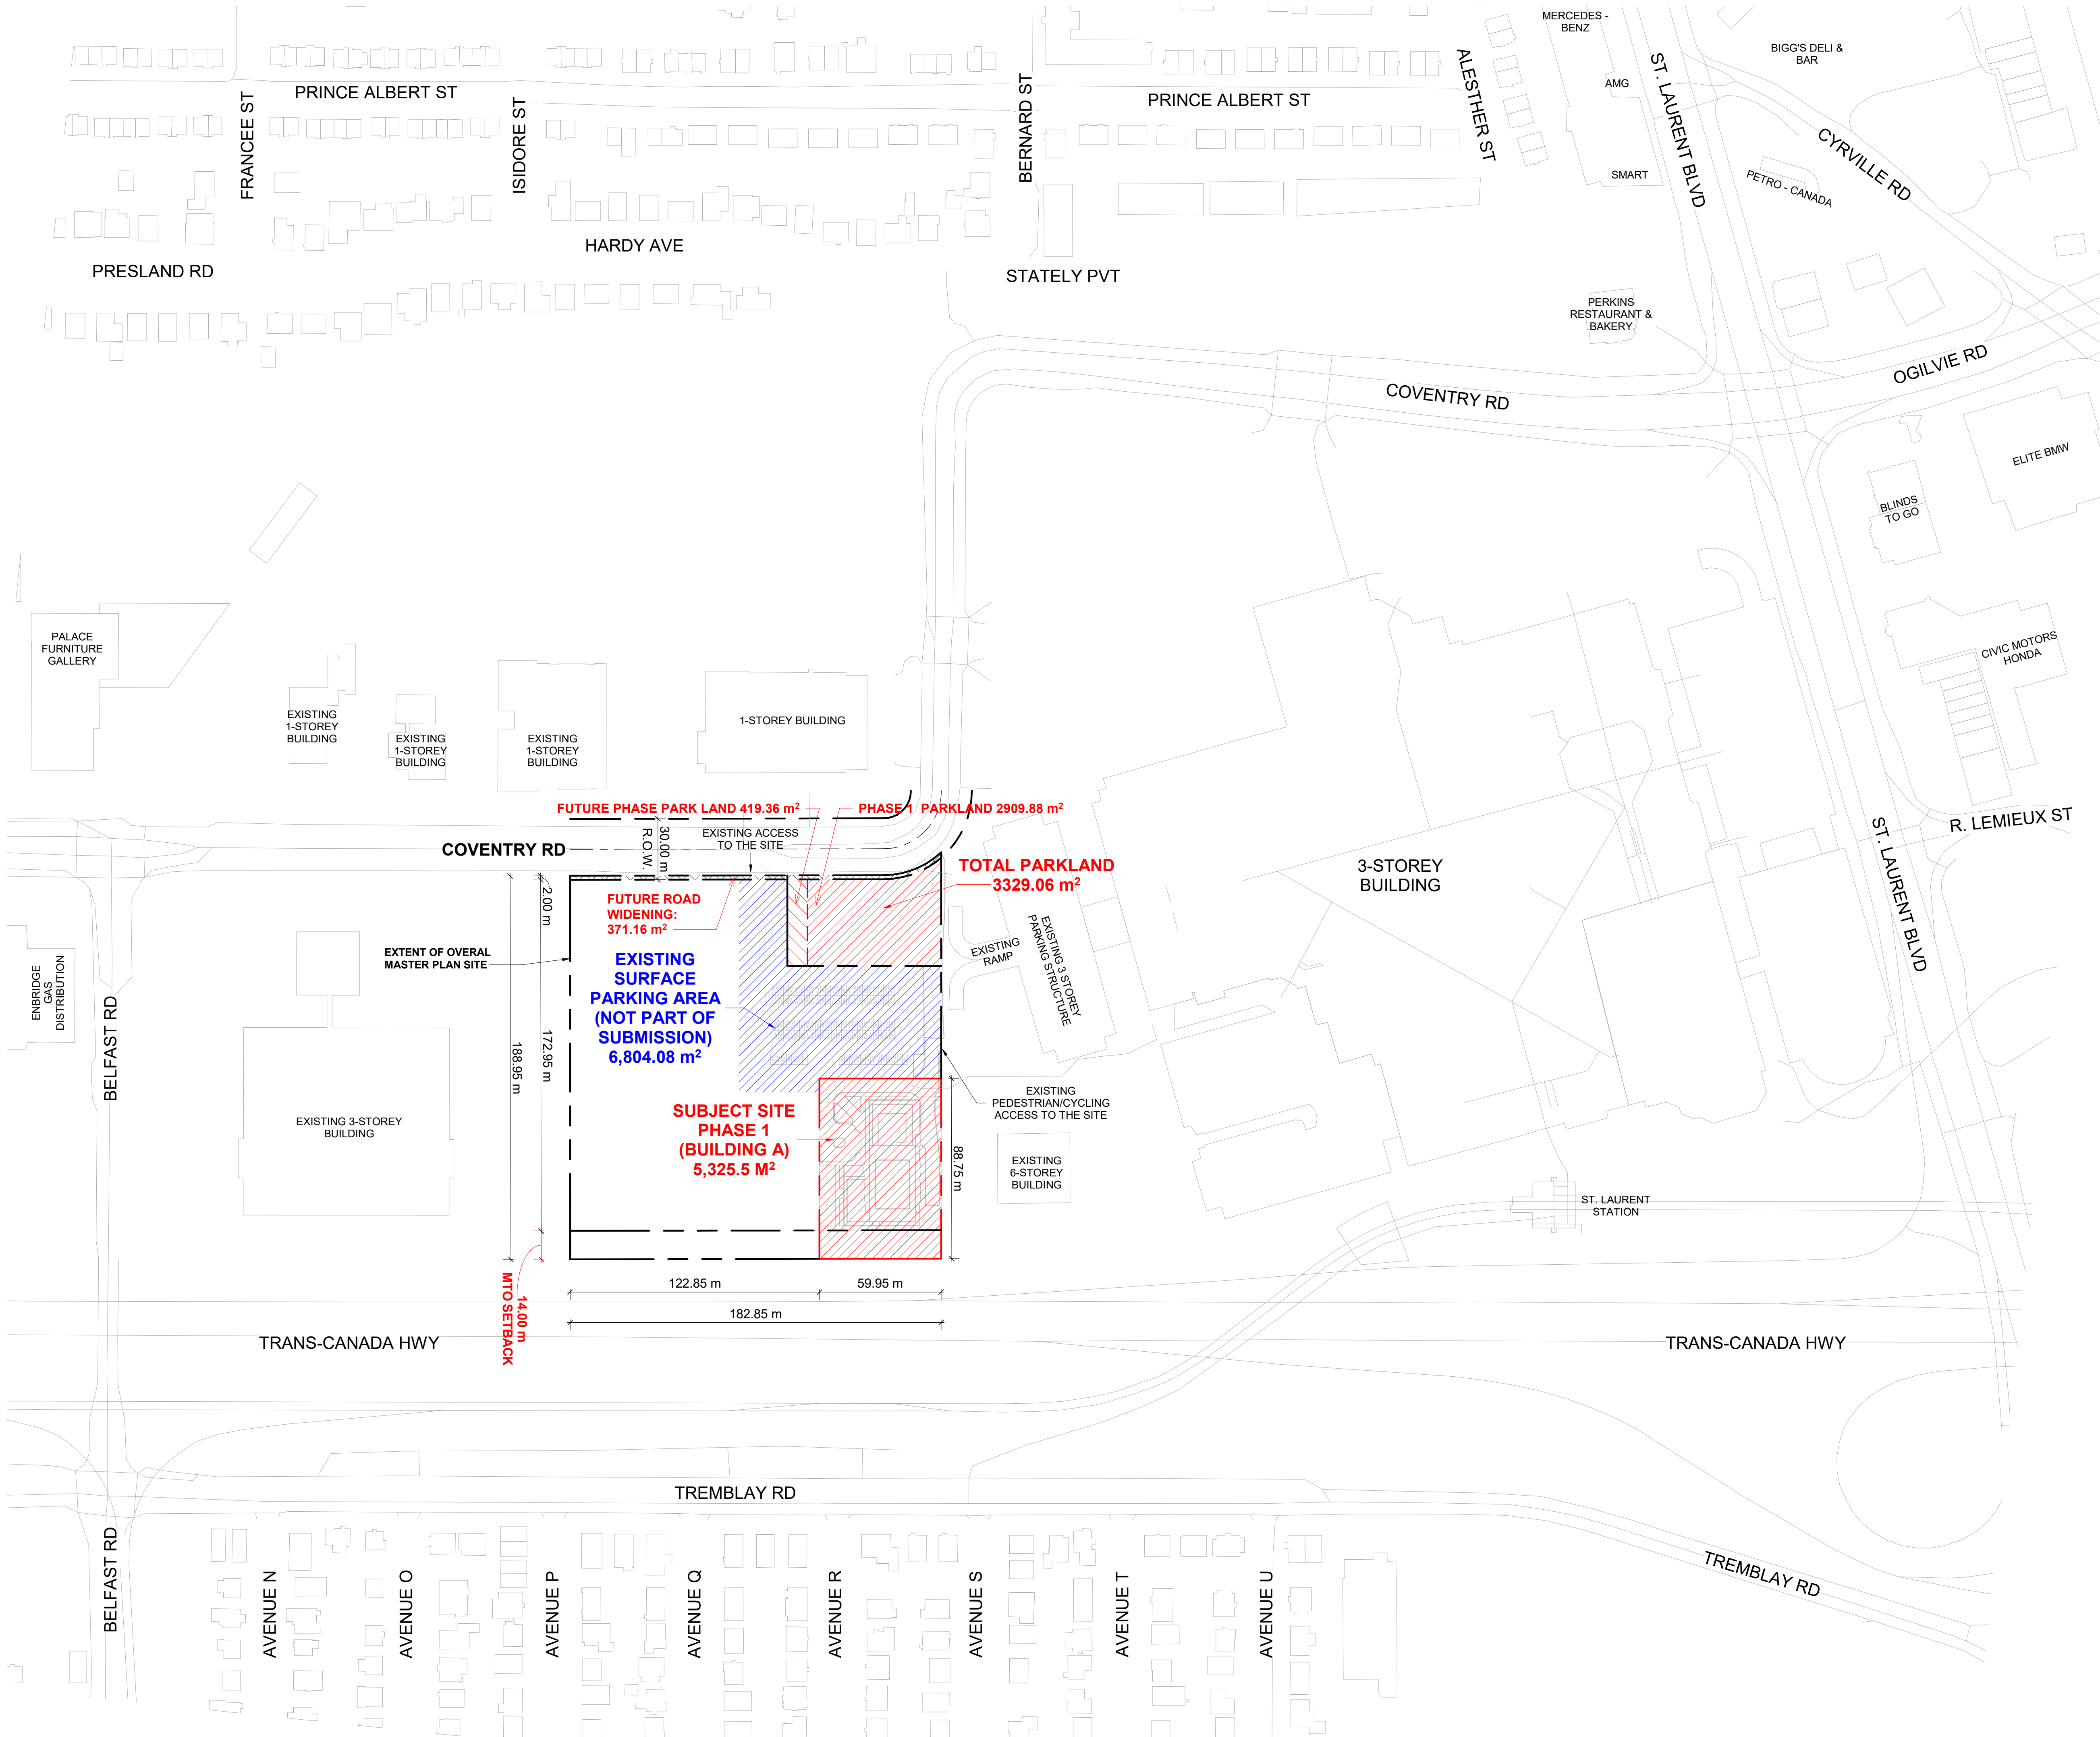 MERCEDES -
BENZ
BIGG'S DELI &
BAR
ST. LAURENT BLVD
ALESTHER ST
AMG
PRINCE ALBERT ST
PRINCE ALBERT ST
FRANCEE ST
ISIDORE ST
BERNARD ST
CYRVILLE RD
SMART
PETRO - CANADA
HARDY AVE
PRESLAND RD
STATELY PVT
PERKINS
RESTAURANT &
BAKERY
OGILVIE RD
COVENTRY RD
ELITE BMW
BLINDS
TO GO
PALACE
FURNITURE
GALLERY
CIVIC MOTORS
HONDA
EXISTING
1-STOREY
BUILDING
EXISTING
1-STOREY
BUILDING
EXISTING
1-STOREY
BUILDING
1-STOREY BUILDING
FUTURE PHASE PARK LAND 419.36 m²
PHASE 1 PARKLAND 2909.88 m²
R. LEMIEUX ST
30.00 m
R.O.W.
EXISTING ACCESS
TO THE SITE
COVENTRY RD
TOTAL PARKLAND
3329.06 m²
3-STOREY
BUILDING
ST. LAURENT BLVD
2.00 m
FUTURE ROAD
WIDENING:
371.16 m²
EXISTING
RAMP
EXISTING 3 STOREY
PARKING STRUCTURE
EXTENT OF OVERAL
MASTER PLAN SITE
EXISTING
SURFACE
PARKING AREA
(NOT PART OF
SUBMISSION)
6,804.08 m²
ENBRIDGE
GAS
DISTRIBUTION
BELFAST RD
172.95 m
188.95 m
EXISTING
PEDESTRIAN/CYCLING
ACCESS TO THE SITE
SUBJECT SITE
PHASE 1
(BUILDING A)
5,325.5 M²
EXISTING 3-STOREY
BUILDING
88.75 m
EXISTING
6-STOREY
BUILDING
ST. LAURENT
STATION
122.85 m
59.95 m
182.85 m
14.00 m
MTO SETBACK
TRANS-CANADA HWY
TRANS-CANADA HWY
TREMBLAY RD
BELFAST RD
AVENUE N
AVENUE O
AVENUE P
AVENUE Q
AVENUE R
AVENUE S
AVENUE T
AVENUE U
TREMBLAY RD